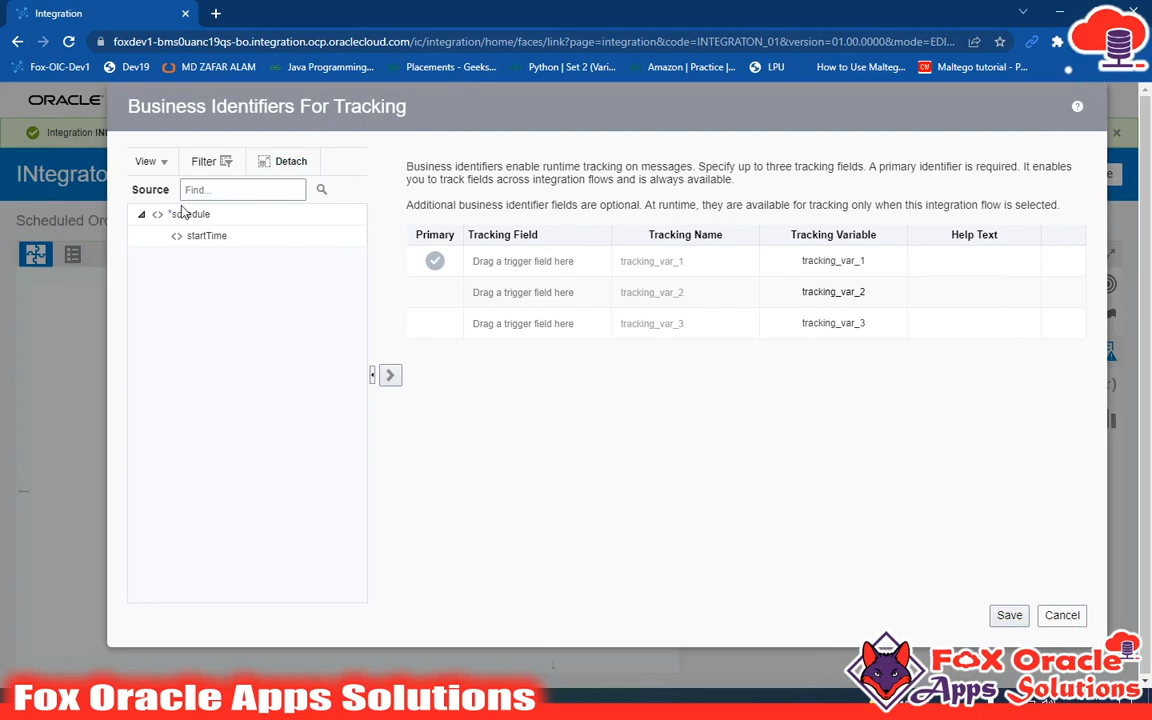 Integration
foxdev1-bms0uanc19qs-bo.integration.ocp.oraclecloud.com/ic/integration/home/faces/link?page=integration&code=INTEGRATON_01&version=01.00.0000&mode=EDI...
Fox-OIC-Dev1
Dev19
MD ZAFAR ALAM
Java Programming...
Placements - Geeks...
Python | Set 2 (Vari...
Amazon | Practice |...
LPU
How to Use Malteg...
Maltego tutorial - P...
ORACLE
Business Identifiers For Tracking
Integration IN
INtegrato
Scheduled Or
View
Filter
Detach
Source
Find...
*schedule
startTime
Business identifiers enable runtime tracking on messages. Specify up to three tracking fields. A primary identifier is required. It enables
you to track fields across integration flows and is always available.
Additional business identifier fields are optional. At runtime, they are available for tracking only when this integration flow is selected.
Primary Tracking Field Tracking Name Tracking Variable Help Text
Drag a trigger field here tracking_var_1 tracking_var_1
Drag a trigger field here tracking_var_2 tracking_var_2
Drag a trigger field here tracking_var_3 tracking_var_3
Save
Cancel
Fox Oracle Apps Solutions
FOX Oracle
Apps Solutions